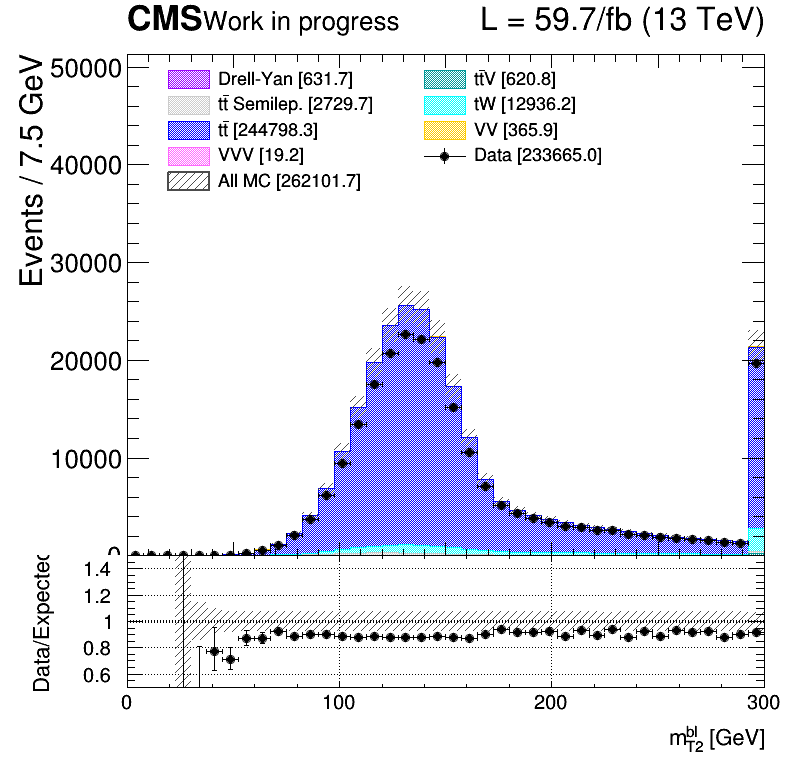 CMS Work in progress L = 59.7/fb (13 TeV)
Events / 7.5 GeV
50000
40000
30000
20000
10000
0
Drell-Yan [631.7]
tt̄ Semilep. [2729.7]
tt̄ [244798.3]
VVV [19.2]
All MC [262101.7]
tt̄V [620.8]
tW [12936.2]
VV [365.9]
Data [233665.0]
Data/Expected
1.4
1.2
1
0.8
0.6
0 100 200 300
m_{T2}^{bl} [GeV]